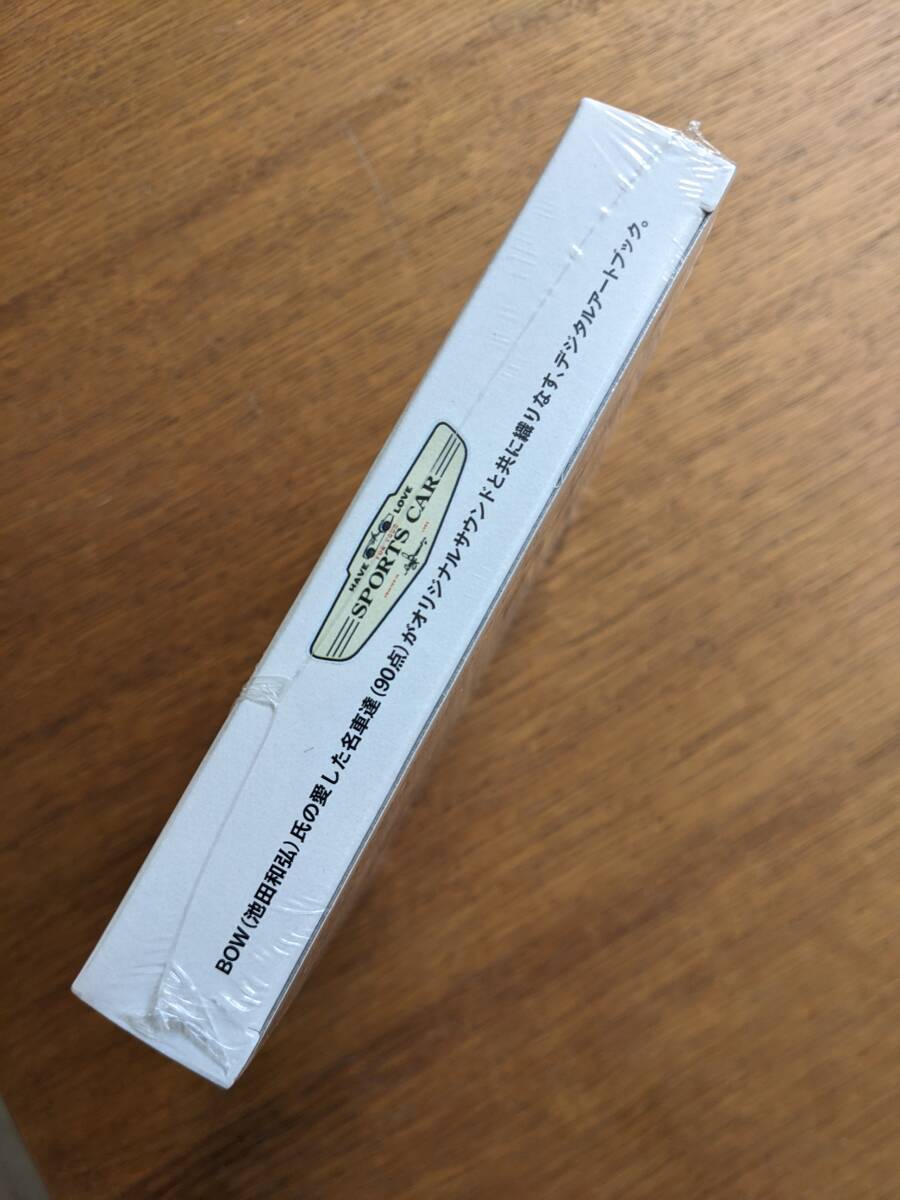 HAVE LOVE
FOR YOUR
SPORTS CAR
BOW(池田和弘)氏の愛した名車達(90点)がオリジナルサウンドと共に織りなす、デジタルアートブック。